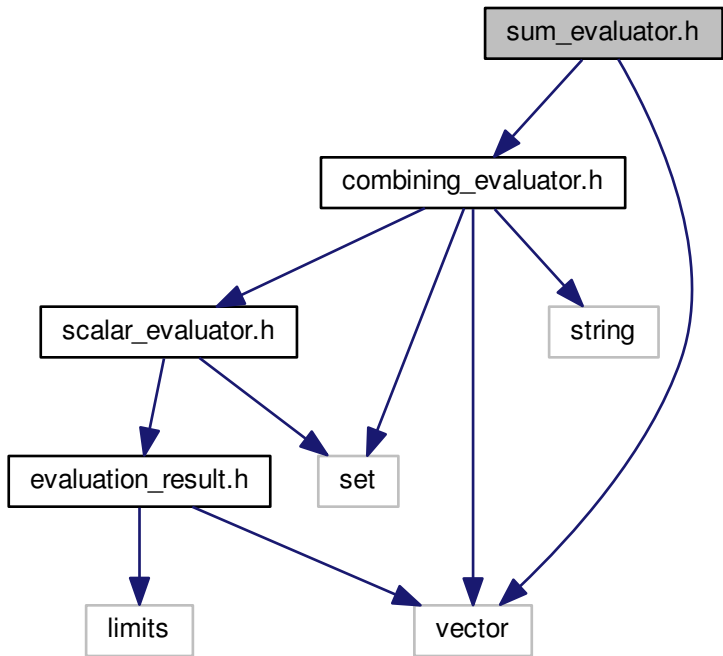 sum_evaluator.h
combining_evaluator.h
scalar_evaluator.h
string
evaluation_result.h
set
limits
vector